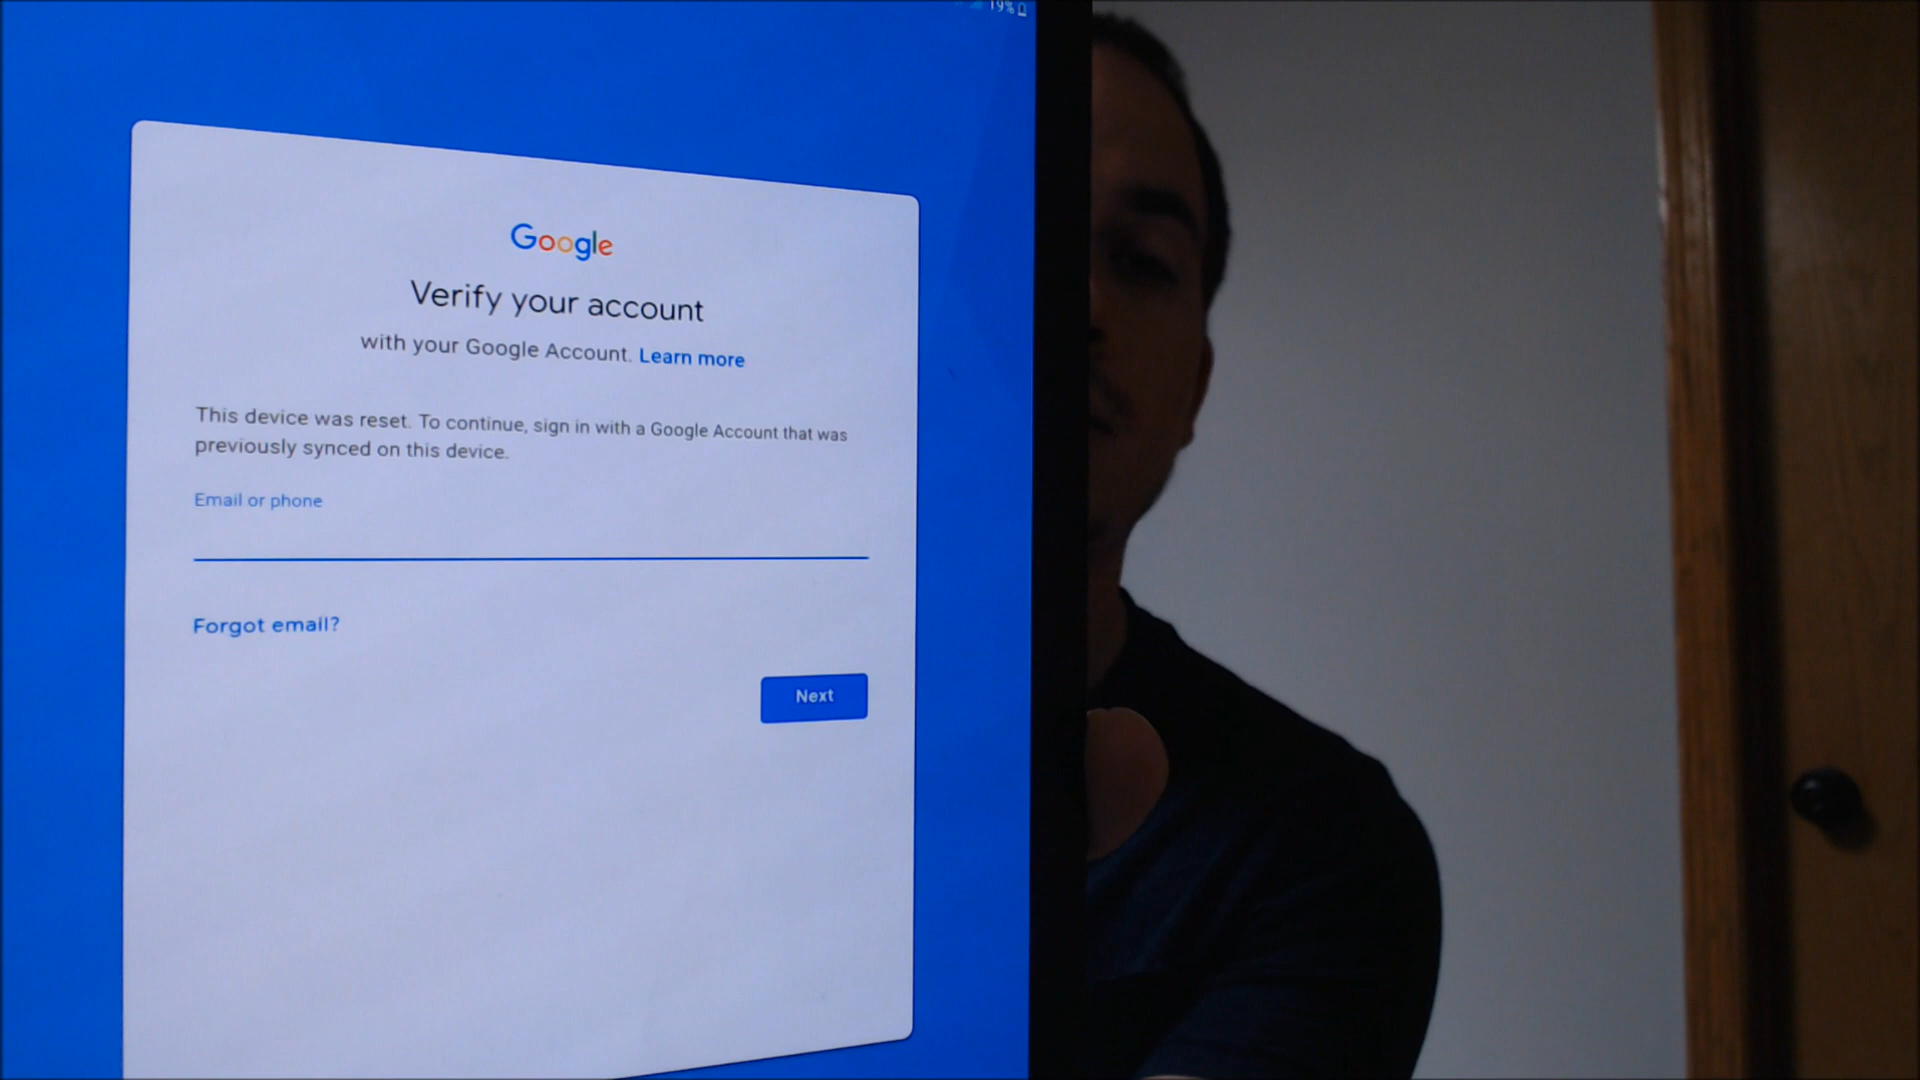 19%
Google
Verify your account
with your Google Account. Learn more
This device was reset. To continue, sign in with a Google Account that was
previously synced on this device.
Email or phone
Forgot email?
Next